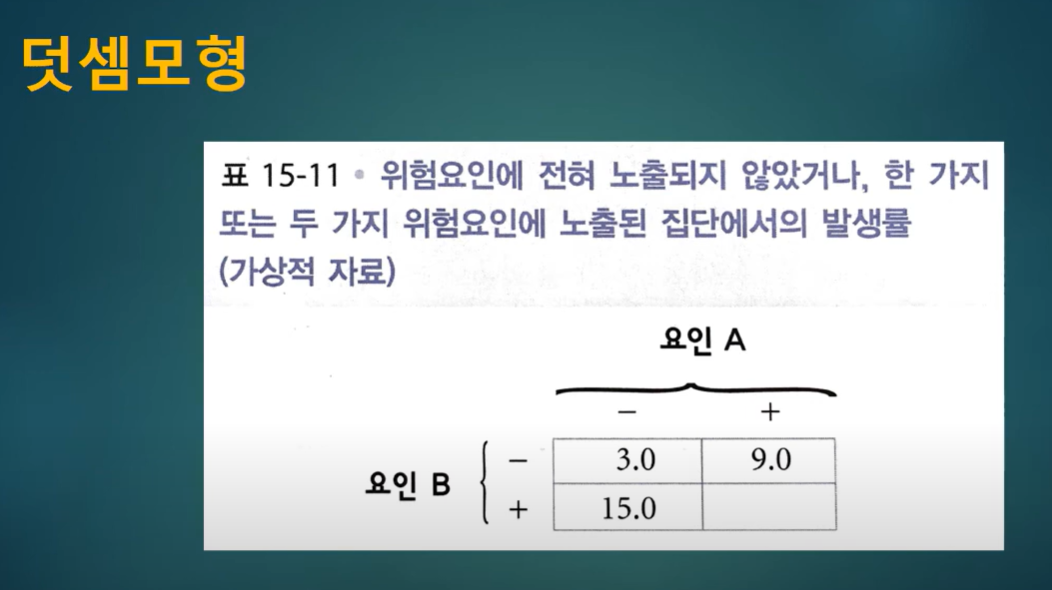 덧셈모형
표 15-11 • 위험요인에 전혀 노출되지 않았거나, 한 가지
또는 두 가지 위험요인에 노출된 집단에서의 발생률
(가상적 자료)
요인 A
− +
− 3.0 9.0
요인 B
+ 15.0